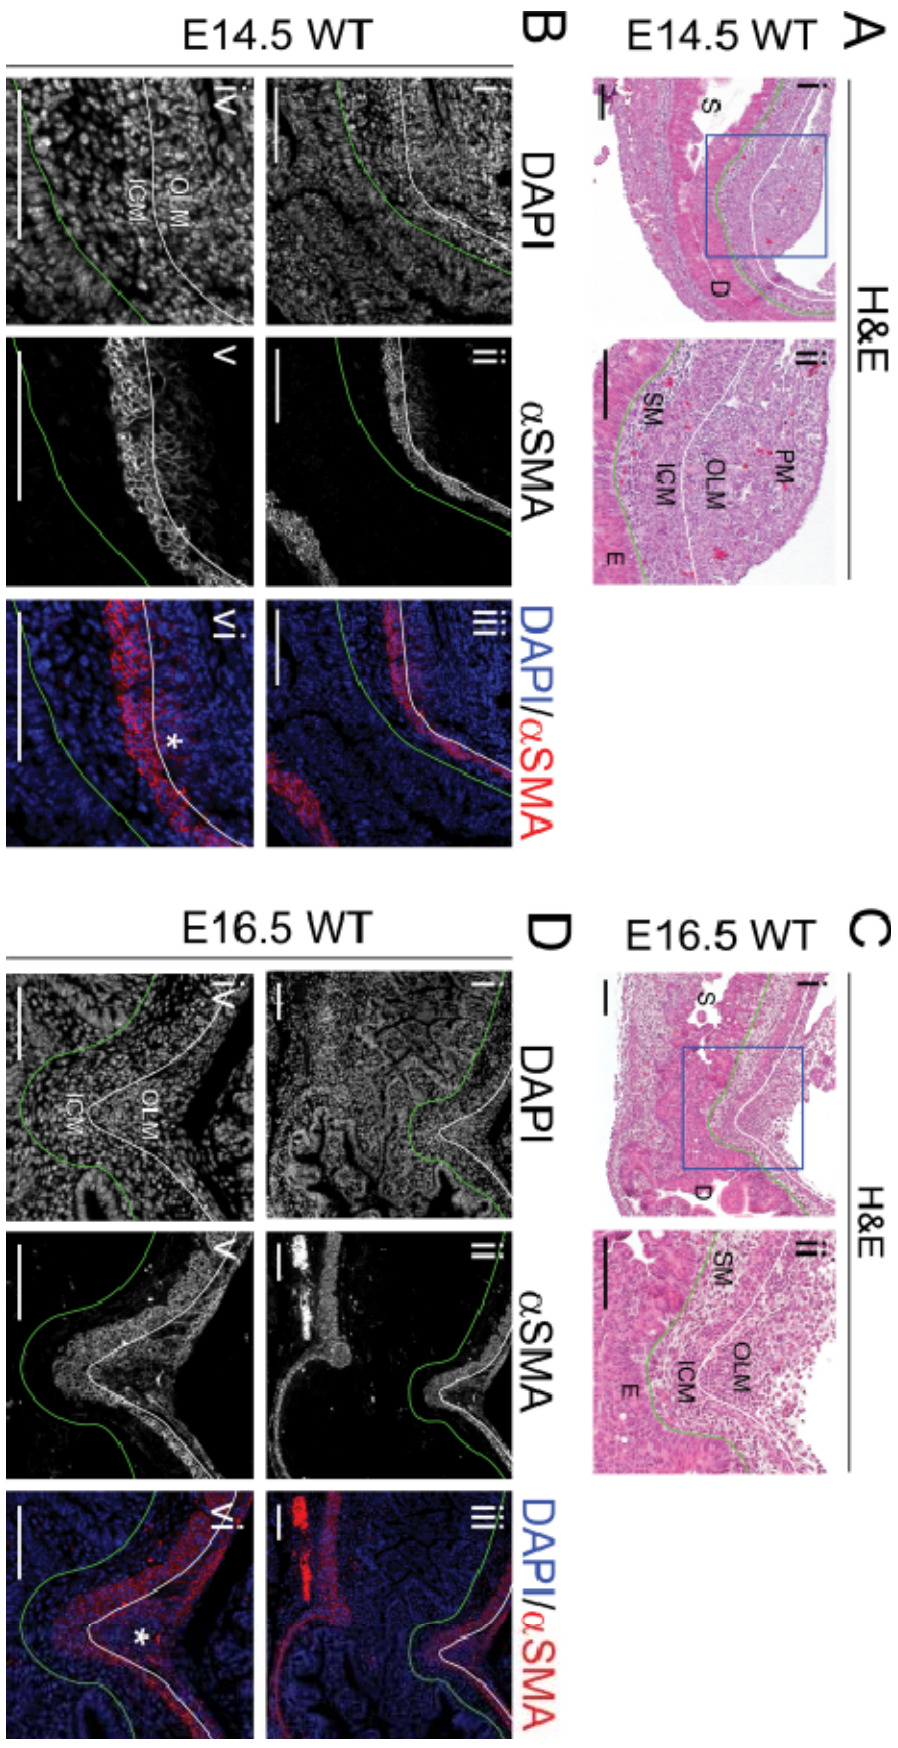 A
H&E
E14.5 WT
i
S
D
ii
PM
OLM
ICM
SM
E
B
DAPI
αSMA
DAPI/αSMA
E14.5 WT
i
ii
iii
iv
OLM
ICM
v
vi
*
C
H&E
E16.5 WT
i
S
D
ii
SM
OLM
ICM
E
D
DAPI
αSMA
DAPI/αSMA
E16.5 WT
i
ii
iii
iv
OLM
ICM
v
vi
*